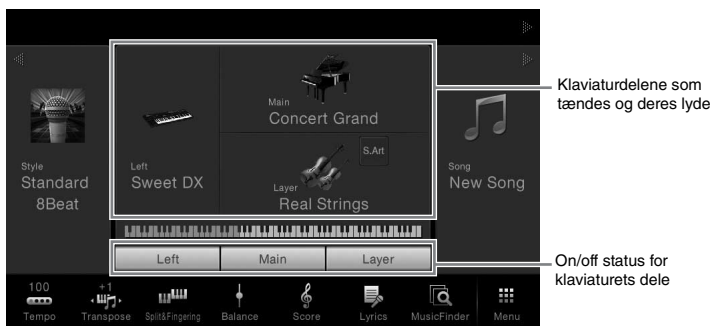 Main
Concert Grand
S.Art
Style
Standard
8Beat
Left
Sweet DX
Layer
Real Strings
Song
New Song
Left
Main
Layer
100
Tempo
+1
Transpose
Split&Fingering
Balance
Score
Lyrics
MusicFinder
Menu
Klaviaturdelene som
tændes og deres lyde
On/off status for
klaviaturets dele